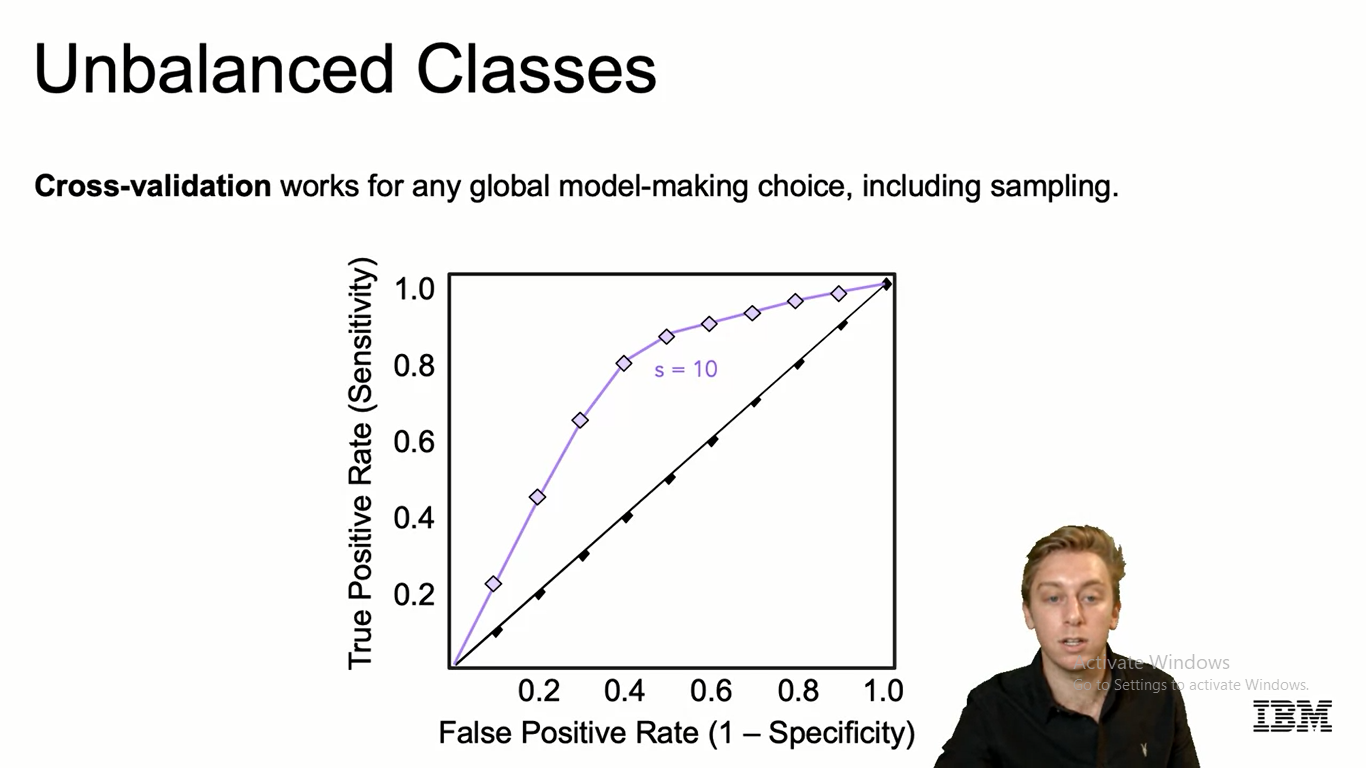 Unbalanced Classes
Cross-validation works for any global model-making choice, including sampling.
True Positive Rate (Sensitivity)
1.0
0.8
0.6
0.4
0.2
s = 10
0.2 0.4 0.6 0.8 1.0
False Positive Rate (1 – Specificity)
Activate Windows
Go to Settings to activate Windows.
IBM